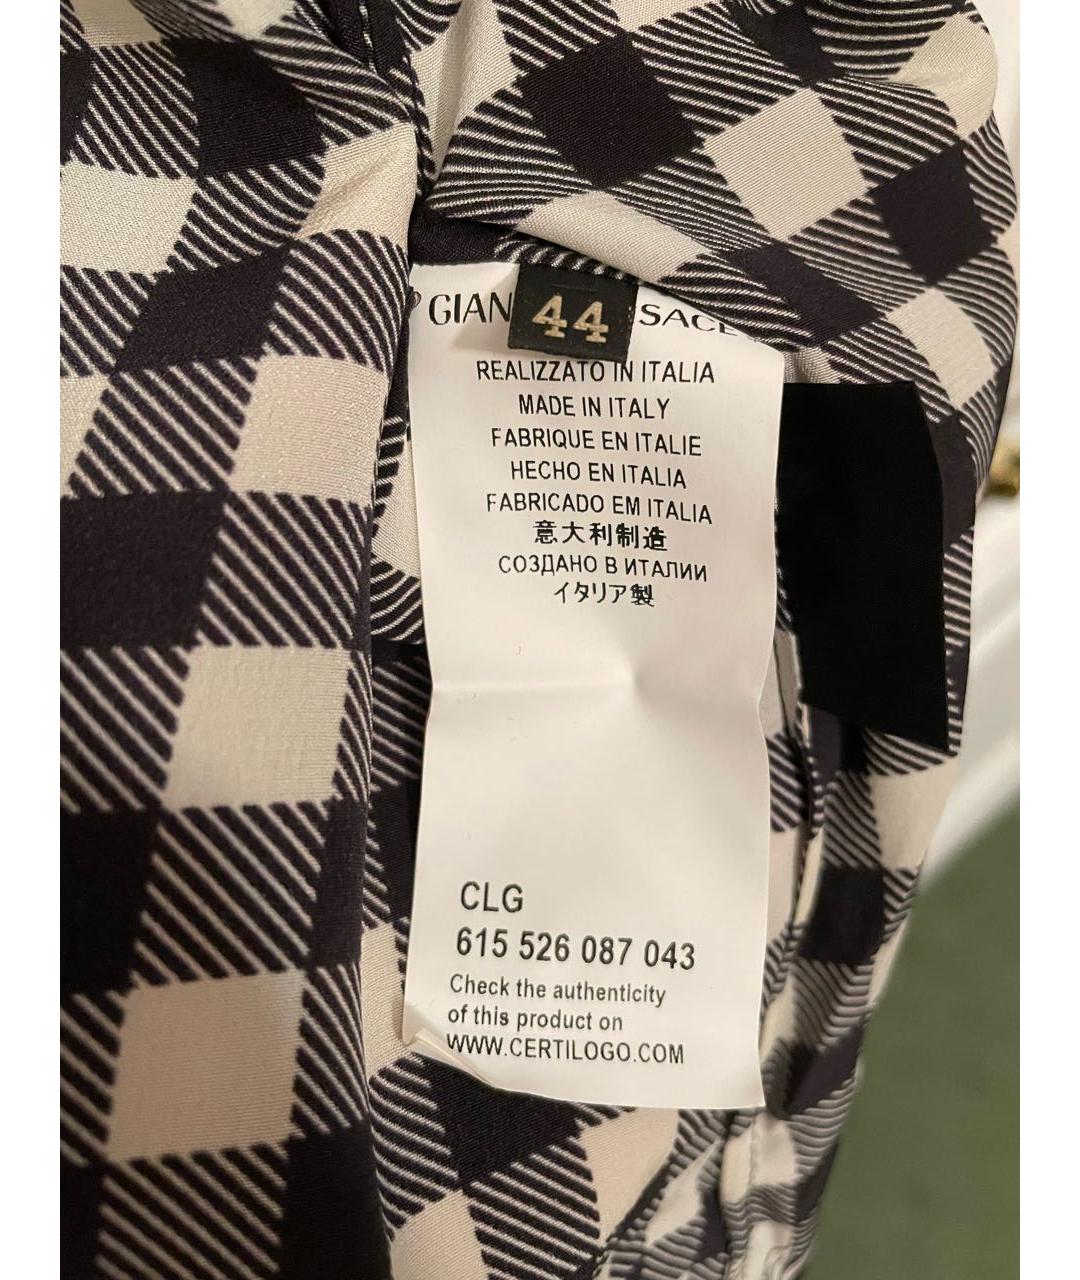 GIAN 44 SACE
REALIZZATO IN ITALIA
MADE IN ITALY
FABRIQUE EN ITALIE
HECHO EN ITALIA
FABRICADO EM ITALIA
意大利制造
СОЗДАНО В ИТАЛИИ
イタリア製
CLG
615 526 087 043
Check the authenticity
of this product on
WWW.CERTILOGO.COM